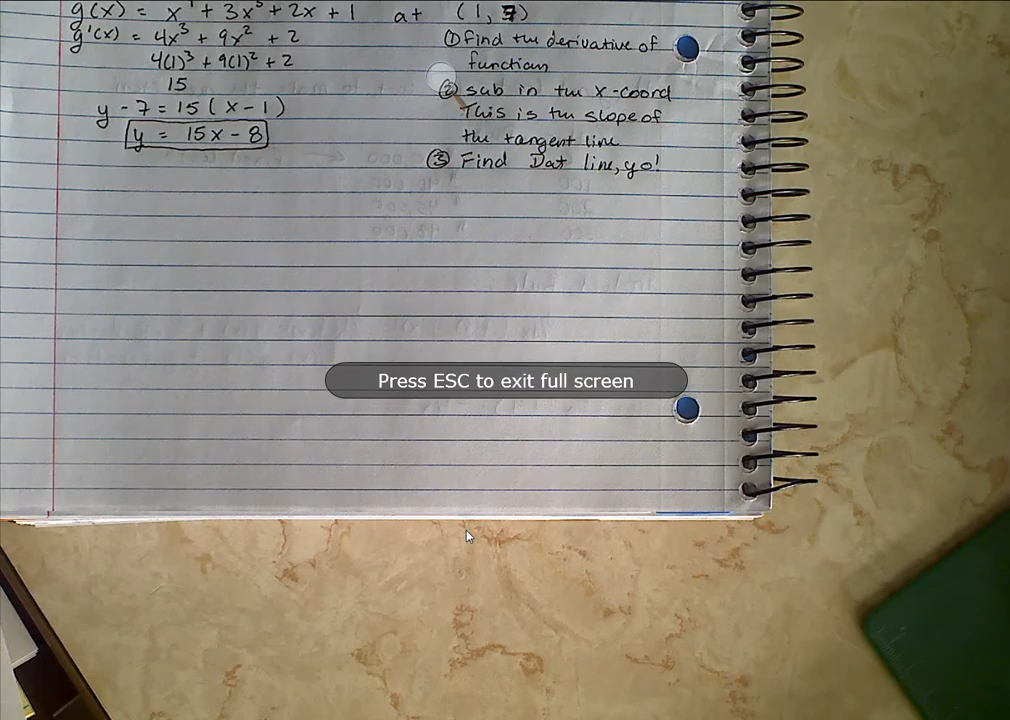 g(x) = x⁴ + 3x³ + 2x + 1 at (1, 7)
g'(x) = 4x³ + 9x² + 2
4(1)³ + 9(1)² + 2
15
y - 7 = 15 (x - 1)
y = 15x - 8
① Find the derivative of
function
② sub in the x-coord
This is the slope of
the tangent line
③ Find Dat line, yo!
Press ESC to exit full screen